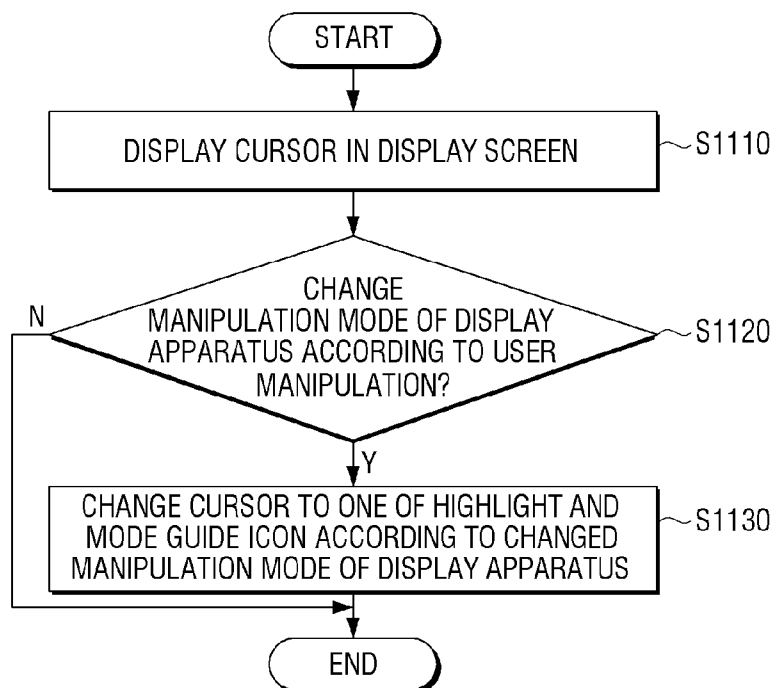 START
DISPLAY CURSOR IN DISPLAY SCREEN
S1110
CHANGE
MANIPULATION MODE OF DISPLAY
APPARATUS ACCORDING TO USER
MANIPULATION?
N
S1120
Y
CHANGE CURSOR TO ONE OF HIGHLIGHT AND
MODE GUIDE ICON ACCORDING TO CHANGED
MANIPULATION MODE OF DISPLAY APPARATUS
S1130
END